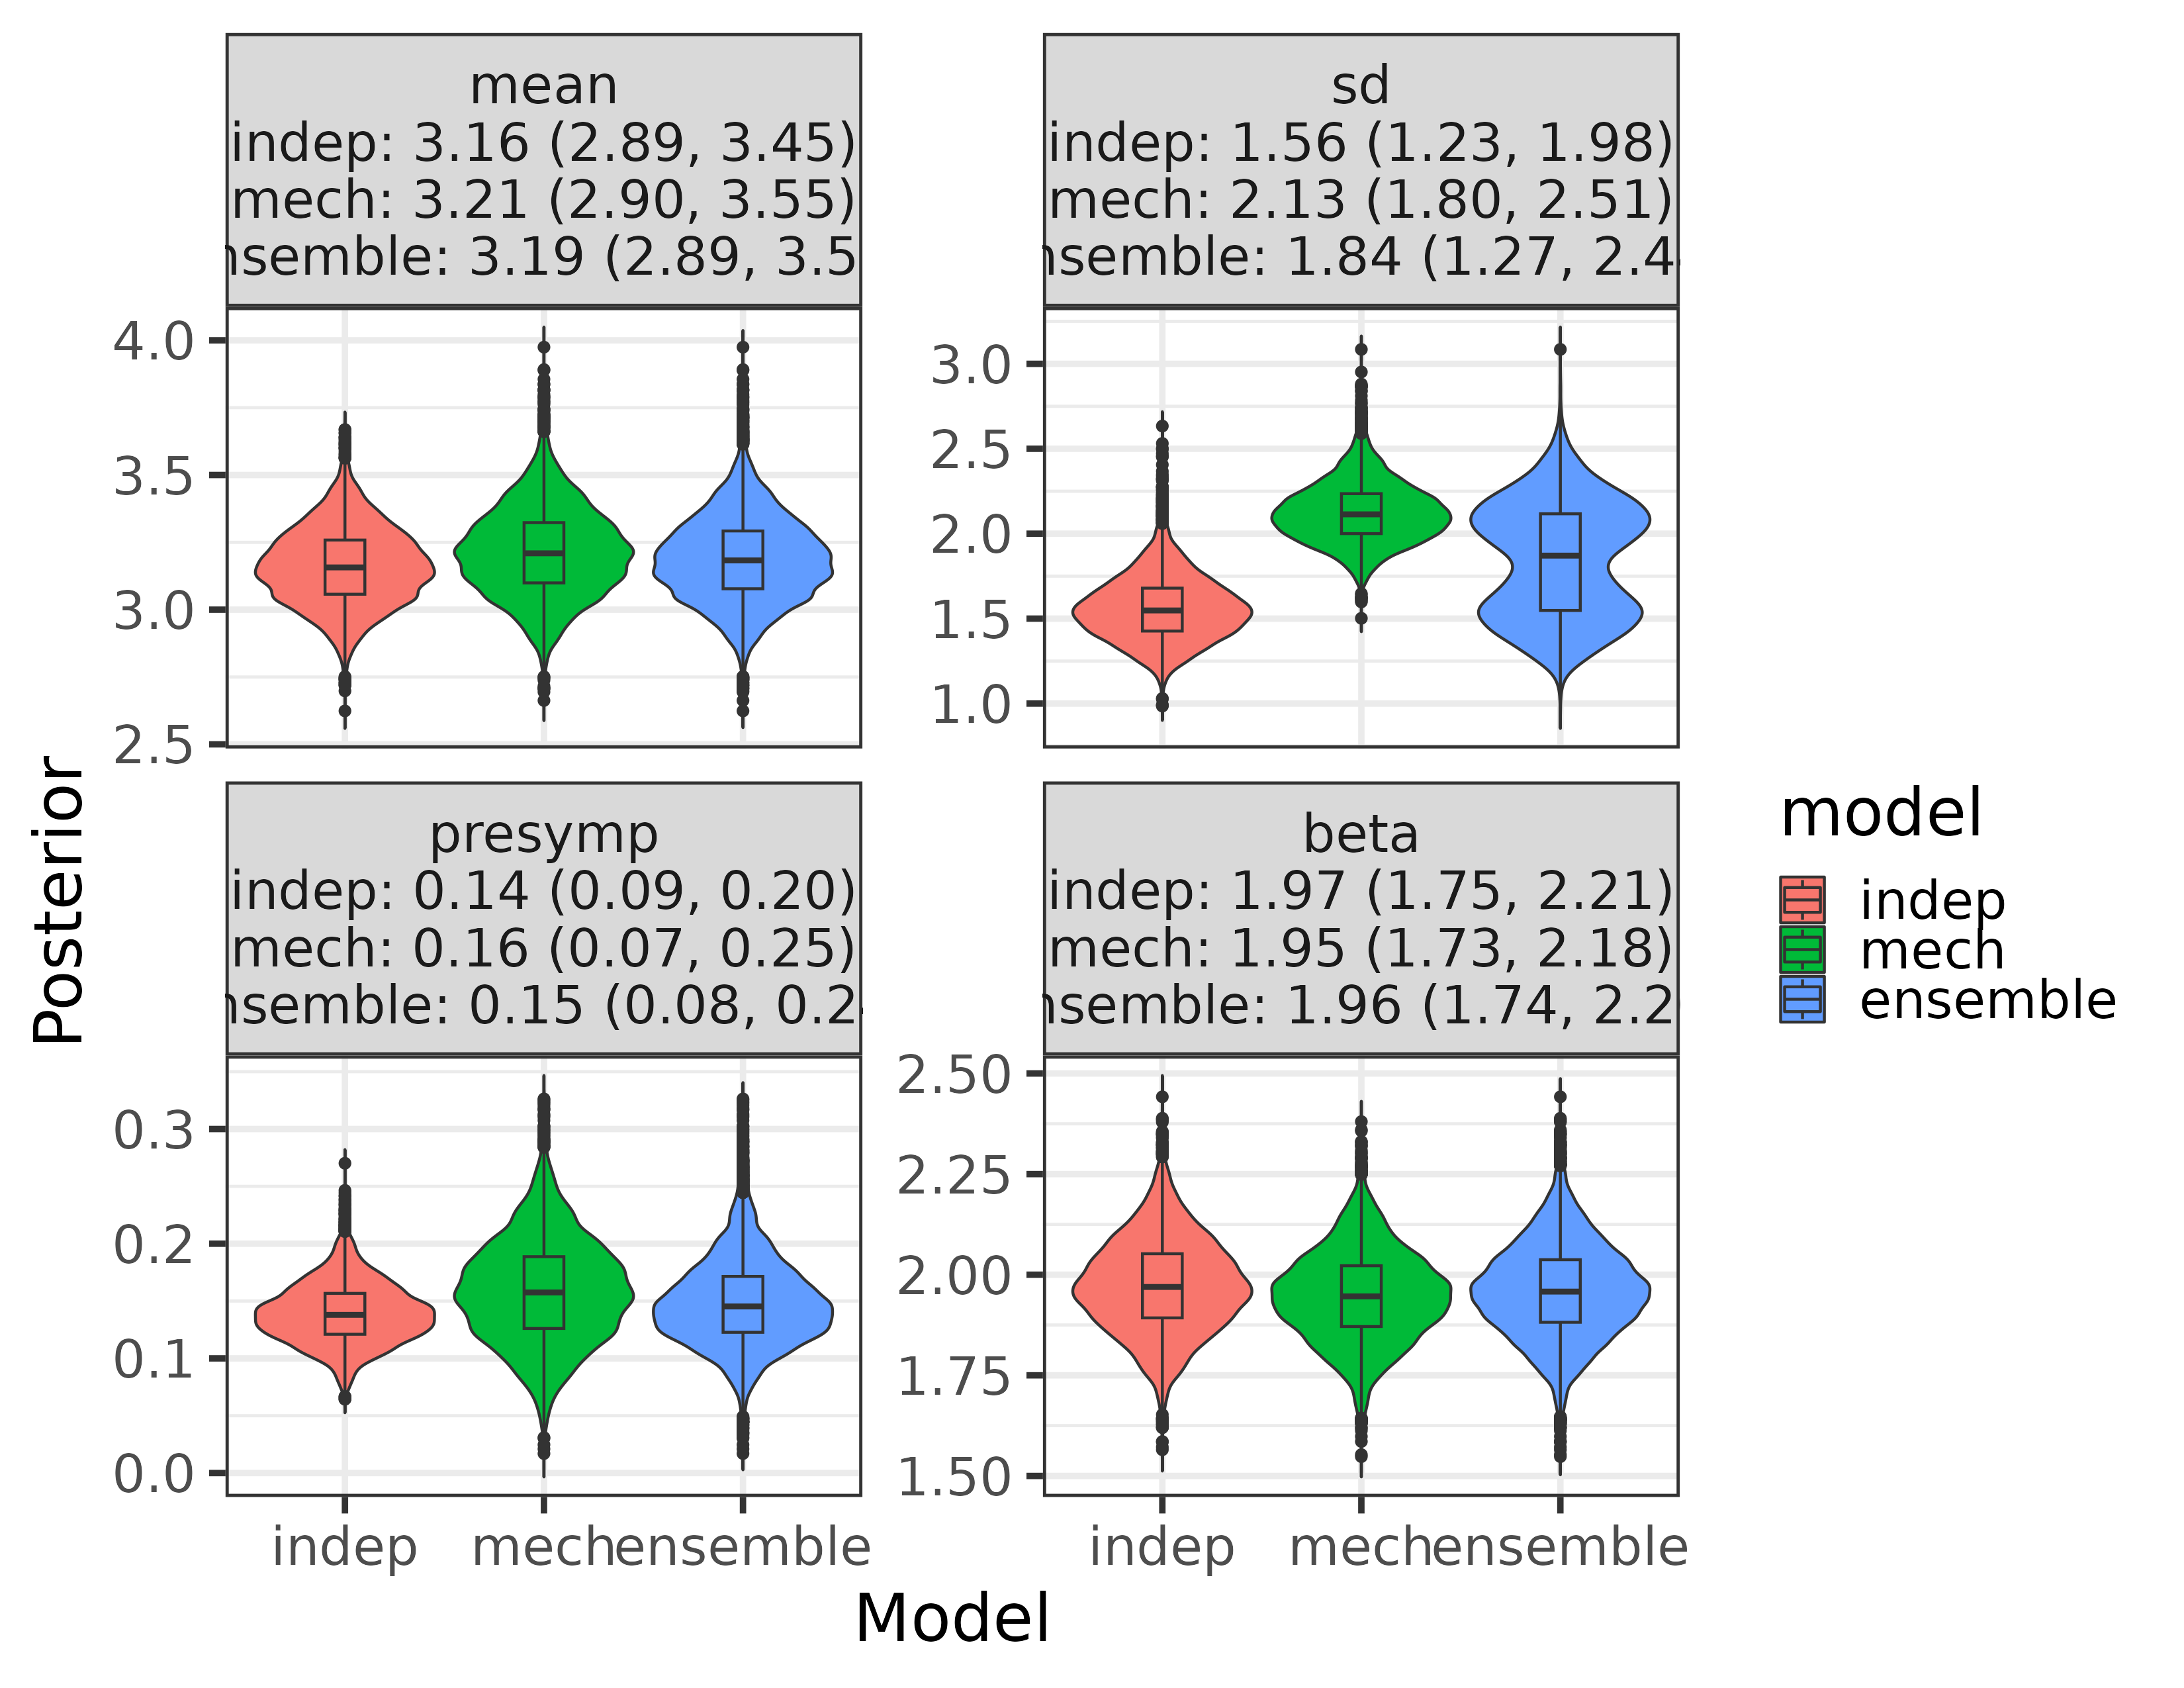 mean
indep: 3.16 (2.89, 3.45)
mech: 3.21 (2.90, 3.55)
nsemble: 3.19 (2.89, 3.5
sd
indep: 1.56 (1.23, 1.98)
mech: 2.13 (1.80, 2.51)
nsemble: 1.84 (1.27, 2.4
4.0
3.5
3.0
2.5
3.0
2.5
2.0
1.5
1.0
Posterior
presymp
indep: 0.14 (0.09, 0.20)
mech: 0.16 (0.07, 0.25)
nsemble: 0.15 (0.08, 0.2
beta
indep: 1.97 (1.75, 2.21)
mech: 1.95 (1.73, 2.18)
nsemble: 1.96 (1.74, 2.2
0.3
0.2
0.1
0.0
2.50
2.25
2.00
1.75
1.50
indep mech ensemble
indep mech ensemble
Model
model
indep
mech
ensemble